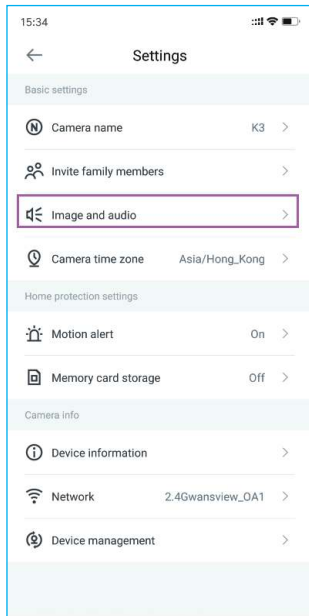 15:34
Settings
Basic settings
Camera name K3
Invite family members
Image and audio
Camera time zone Asia/Hong_Kong
Home protection settings
Motion alert On
Memory card storage Off
Camera info
Device information
Network 2.4Gwansview_OA1
Device management